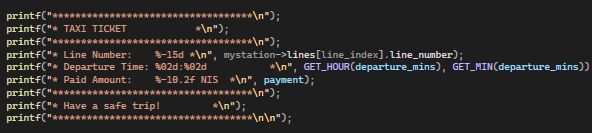 printf("************************************\n");
printf("* TAXI TICKET              *\n");
printf("************************************\n");
printf("* Line Number:    %-15d *\n", mystation->lines[line_index].line_number);
printf("* Departure Time: %02d:%02d           *\n", GET_HOUR(departure_mins), GET_MIN(departure_mins))
printf("* Paid Amount:    %-10.2f NIS  *\n", payment);
printf("************************************\n");
printf("* Have a safe trip!         *\n");
printf("************************************\n\n");